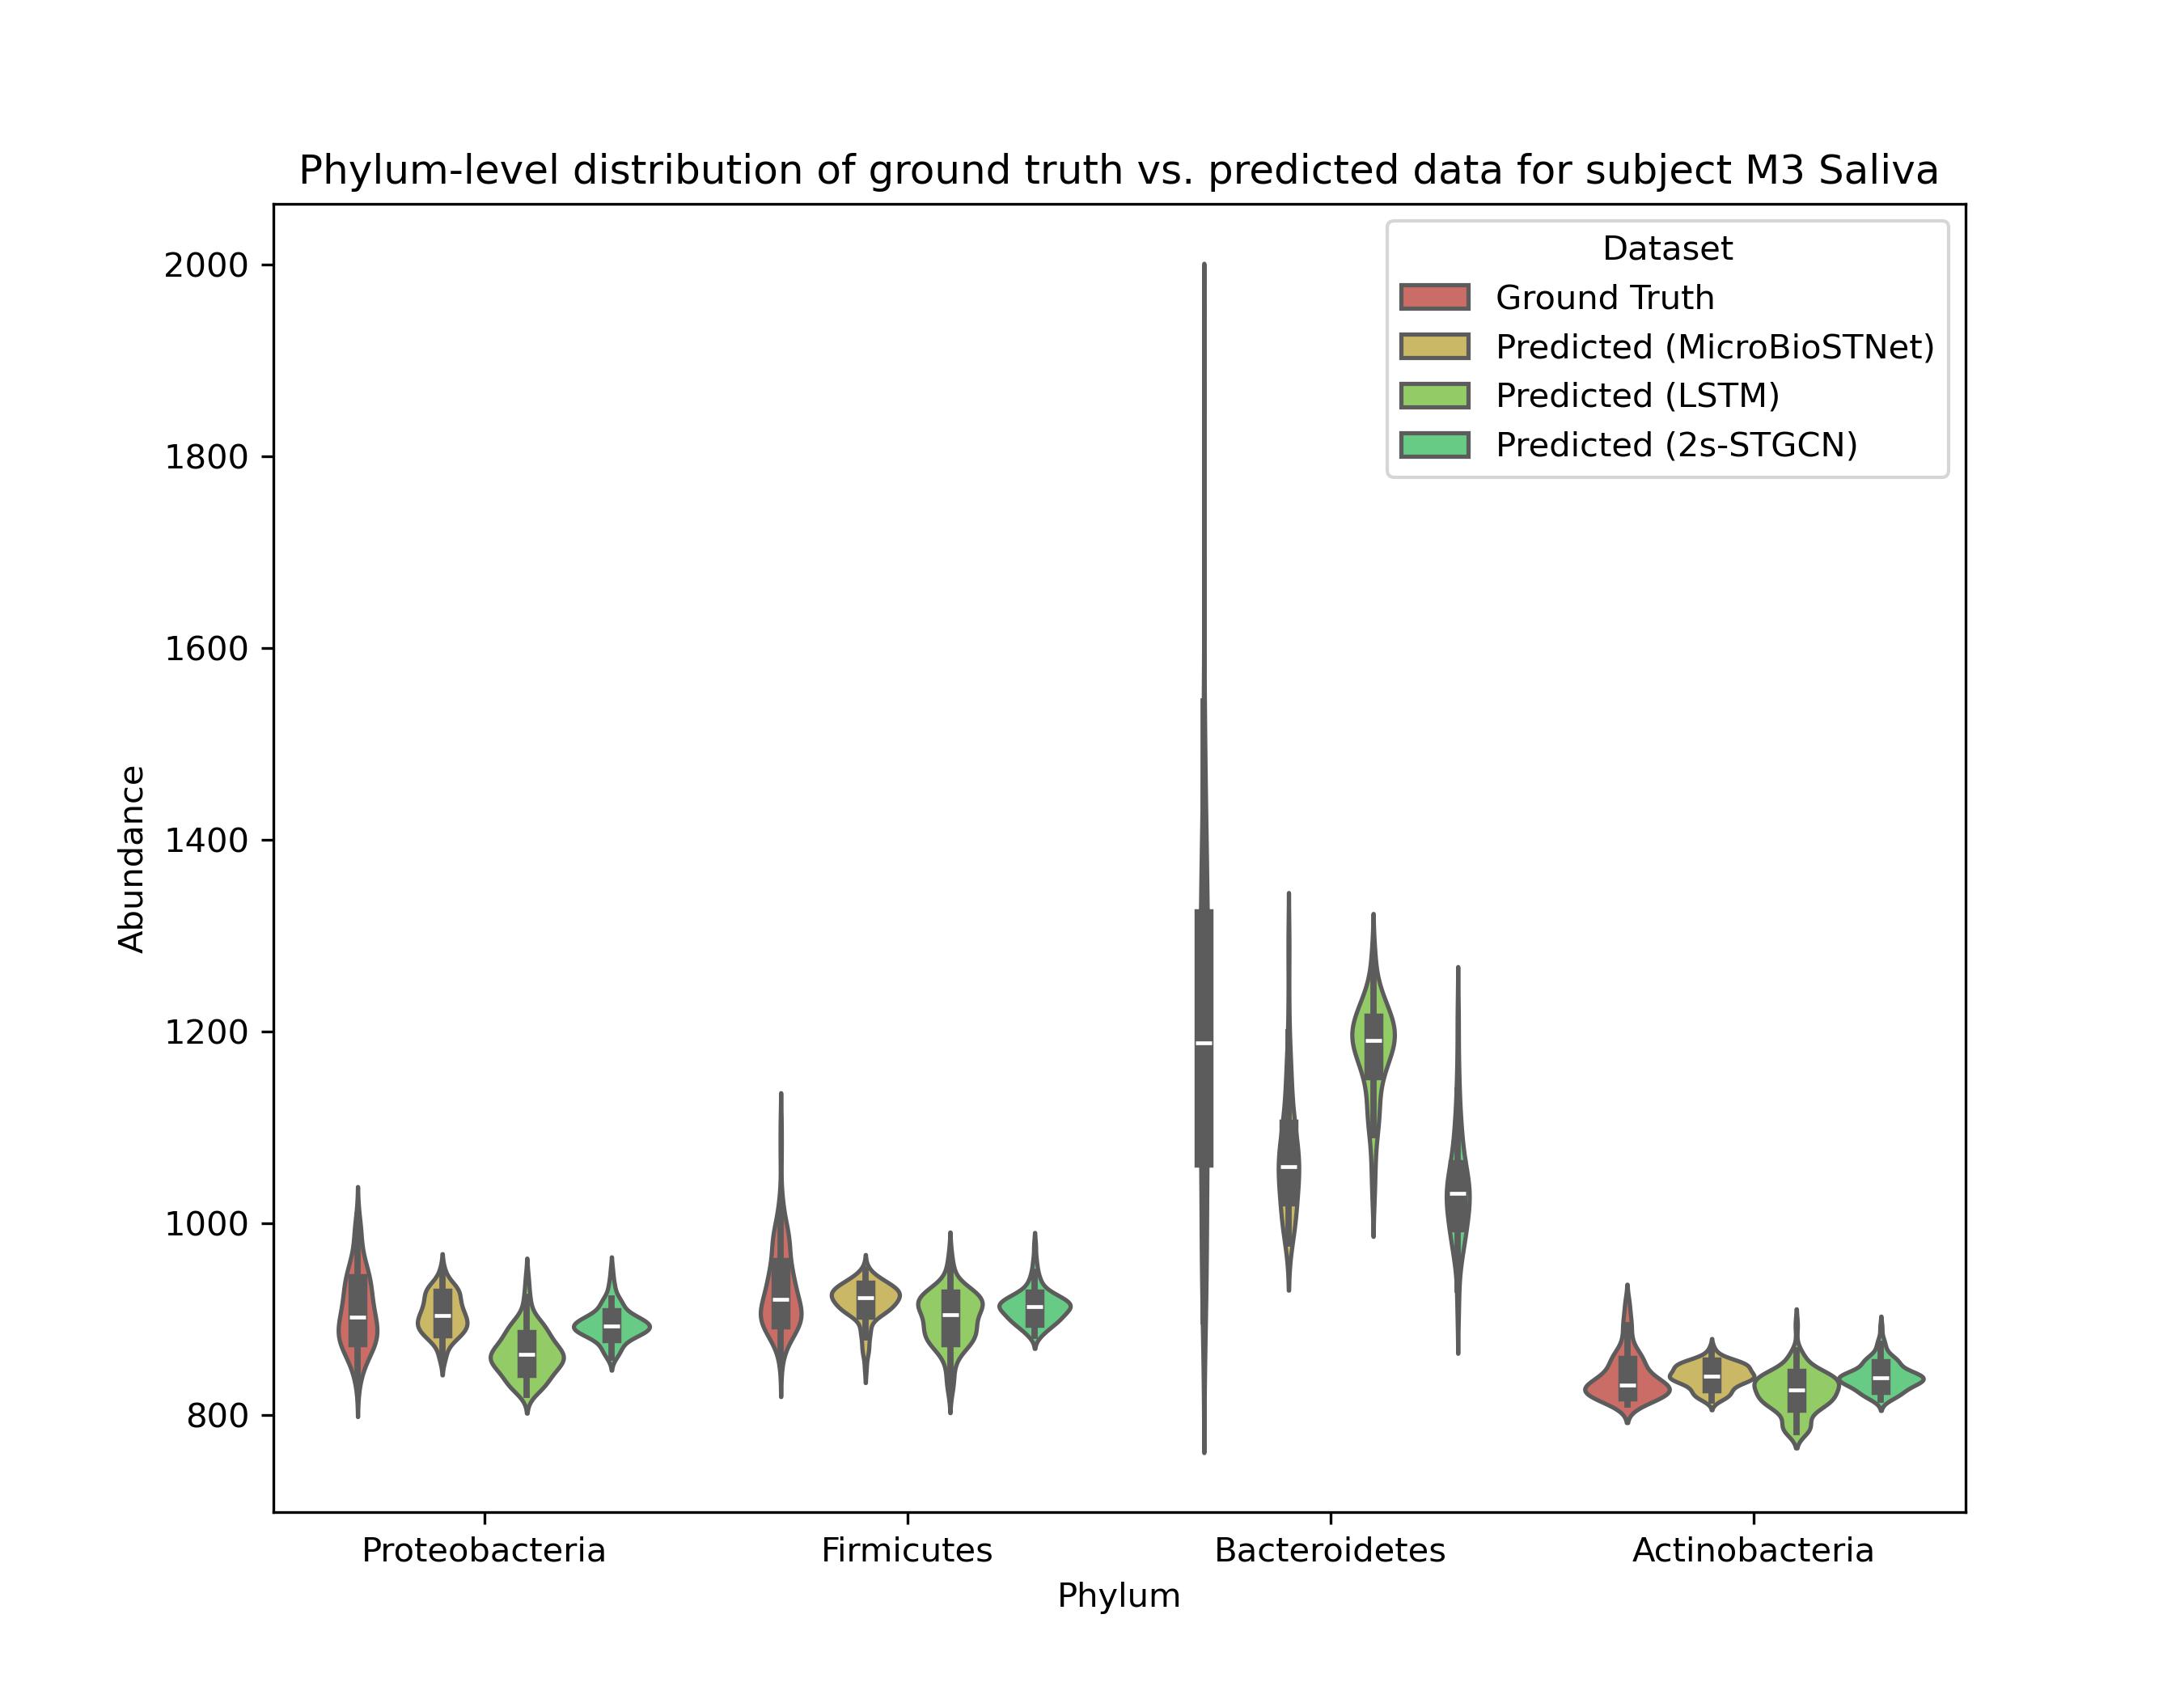 Phylum-level distribution of ground truth vs. predicted data for subject M3 Saliva
Dataset
Ground Truth
Predicted (MicroBioSTNet)
Predicted (LSTM)
Predicted (2s-STGCN)
Abundance
2000
1800
1600
1400
1200
1000
800
Proteobacteria
Firmicutes
Bacteroidetes
Actinobacteria
Phylum